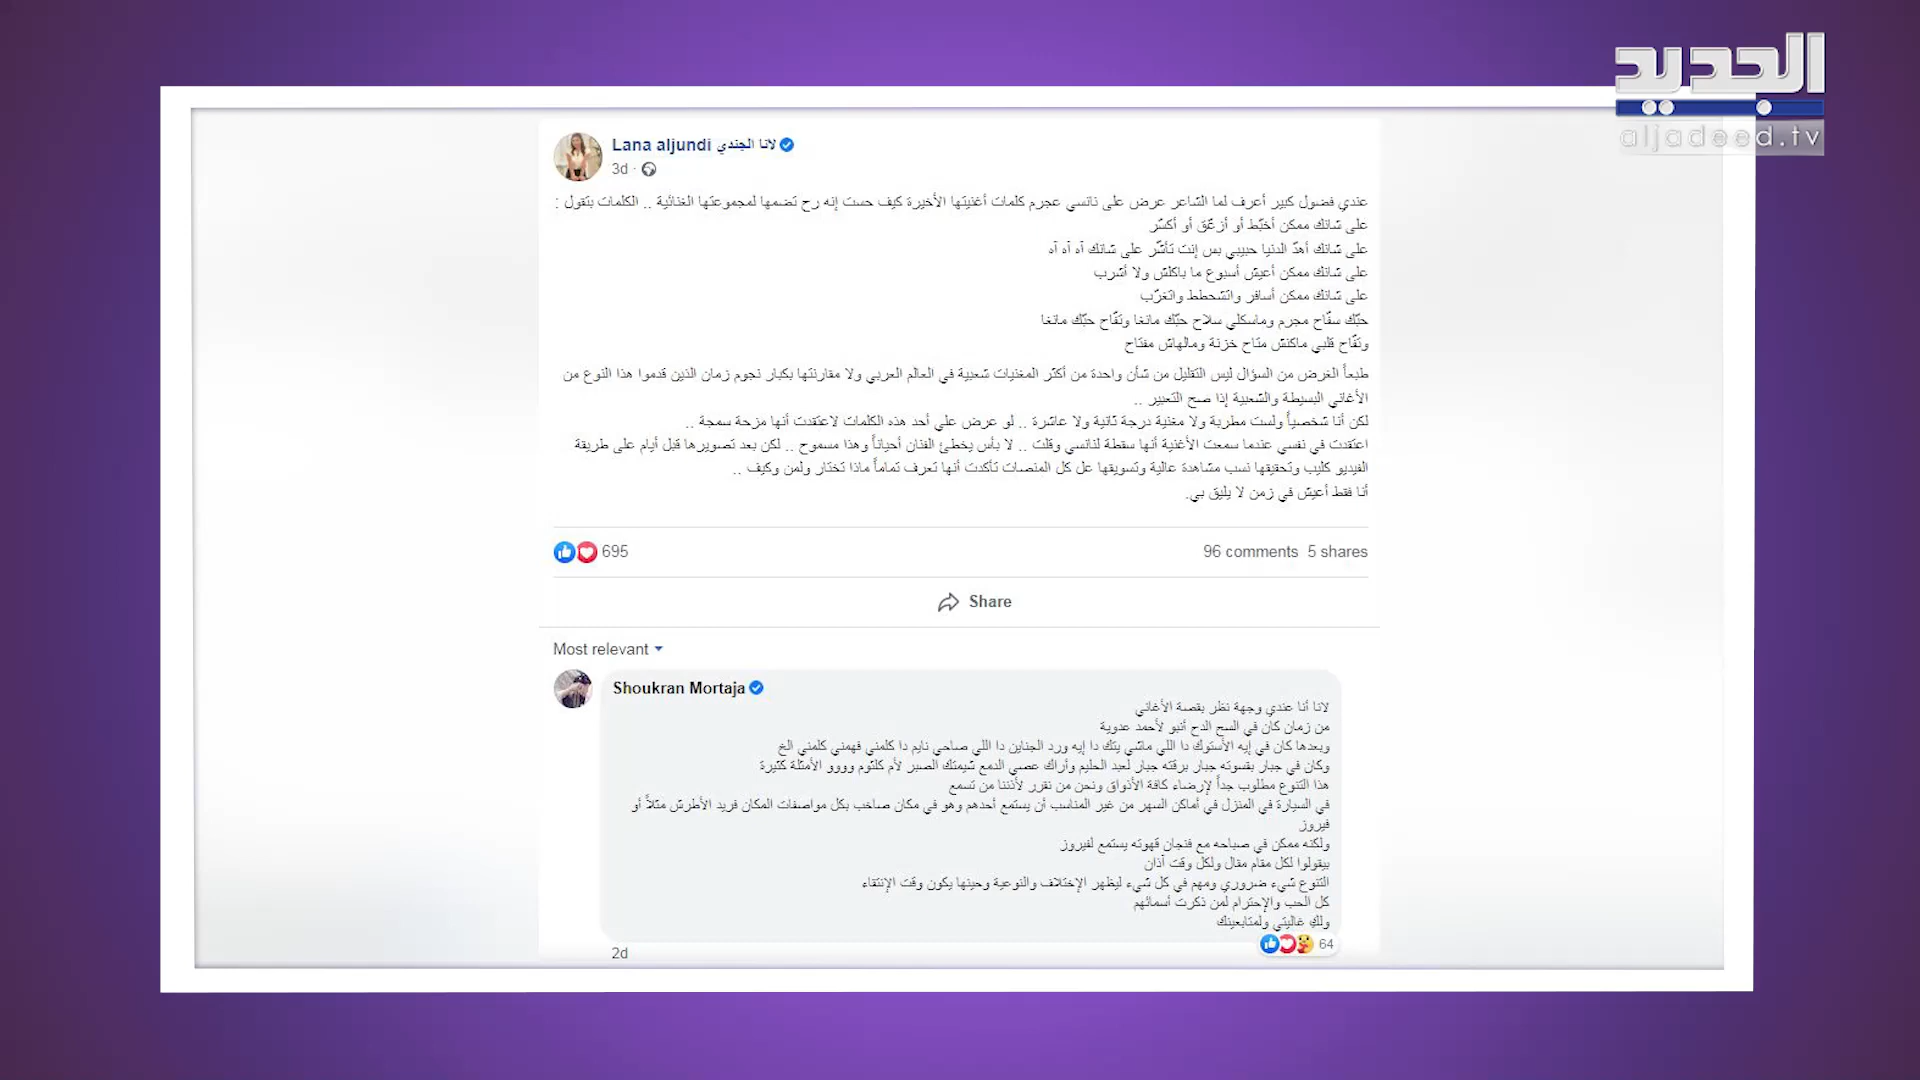 الجديد
aljadeed.tv
Lana aljundi لانا الجندي
3d
عندي فضول كبير أعرف لما الشاعر عرض على نانسي عجرم كلمات أغنيتها الأخيرة كيف حست إنه رح تضمها لمجموعتها الغنائية .. الكلمات بتقول :
على شانك ممكن أخبّط أو أزعّق أو أكسّر
على شانك أهدّ الدنيا حبيبي بس إنت تأشّر على شانك آه آه آه
على شانك ممكن أعيش أسبوع ما باكلش ولا أشرب
على شانك ممكن أسافر واتشحطط واتغرّب
حبّك سفّاح مجرم وماسكلي سلاح حبّك مانغا وتفّاح حبّك مانغا
وتفّاح قلبي ماكنش متاح خزنة ومالهاش مفتاح
طبعاً الغرض من السؤال ليس التقليل من شأن واحدة من أكثر المغنيات شعبية في العالم العربي ولا مقارنتها بكبار نجوم زمان الذين قدموا هذا النوع من
الأغاني البسيطة والشعبية إذا صح التعبير ..
لكن أنا شخصياً ولست مطربة ولا مغنية درجة ثانية ولا عاشرة .. لو عرض علي أحد هذه الكلمات لاعتقدت أنها مزحة سمجة ..
اعتقدت في نفسي عندما سمعت الأغنية أنها سقطة لنانسي وقلت .. لا بأس يخطئ الفنان أحياناً وهذا مسموح .. لكن بعد تصويرها قبل أيام على طريقة
الفيديو كليب وتحقيقها نسب مشاهدة عالية وتسويقها عل كل المنصات تأكدت أنها تعرف تماماً ماذا تختار ولمن وكيف ..
أنا فقط أعيش في زمن لا يليق بي.
695
96 comments 5 shares
Share
Most relevant
Shoukran Mortaja
لانا أنا عندي وجهة نظر بقصة الأغاني
من زمان كان في السح الدح أنبو لأحمد عدوية
وبعدها كان في إيه الأستوك دا اللي ماشي يتك دا إيه ورد الجناين دا اللي صاحي نايم دا كلمني فهمني كلمني الخ
وكان في جبار بقسوته جبار برقته جبار لعبد الحليم وأراك عصي الدمع شيمتك الصبر لأم كلثوم وووو الأمثلة كثيرة
هذا التنوع مطلوب جداً لإرضاء كافة الأذواق ونحن من نقرر لأذننا من تسمع
في السيارة في المنزل في أماكن السهر من غير المناسب أن يستمع أحدهم وهو في مكان صاخب بكل مواصفات المكان فريد الأطرش مثلاً أو
فيروز
ولكنه ممكن في صباحه مع فنجان قهوته يستمع لفيروز
بيقولوا لكل مقام مقال ولكل وقت آذان
التنوع شيء ضروري ومهم في كل شيء ليظهر الإختلاف والنوعية وحينها يكون وقت الإنتقاء
كل الحب والإحترام لمن ذكرت أسمائهم
ولكِ غاليتي ولمتابعينك
64
2d